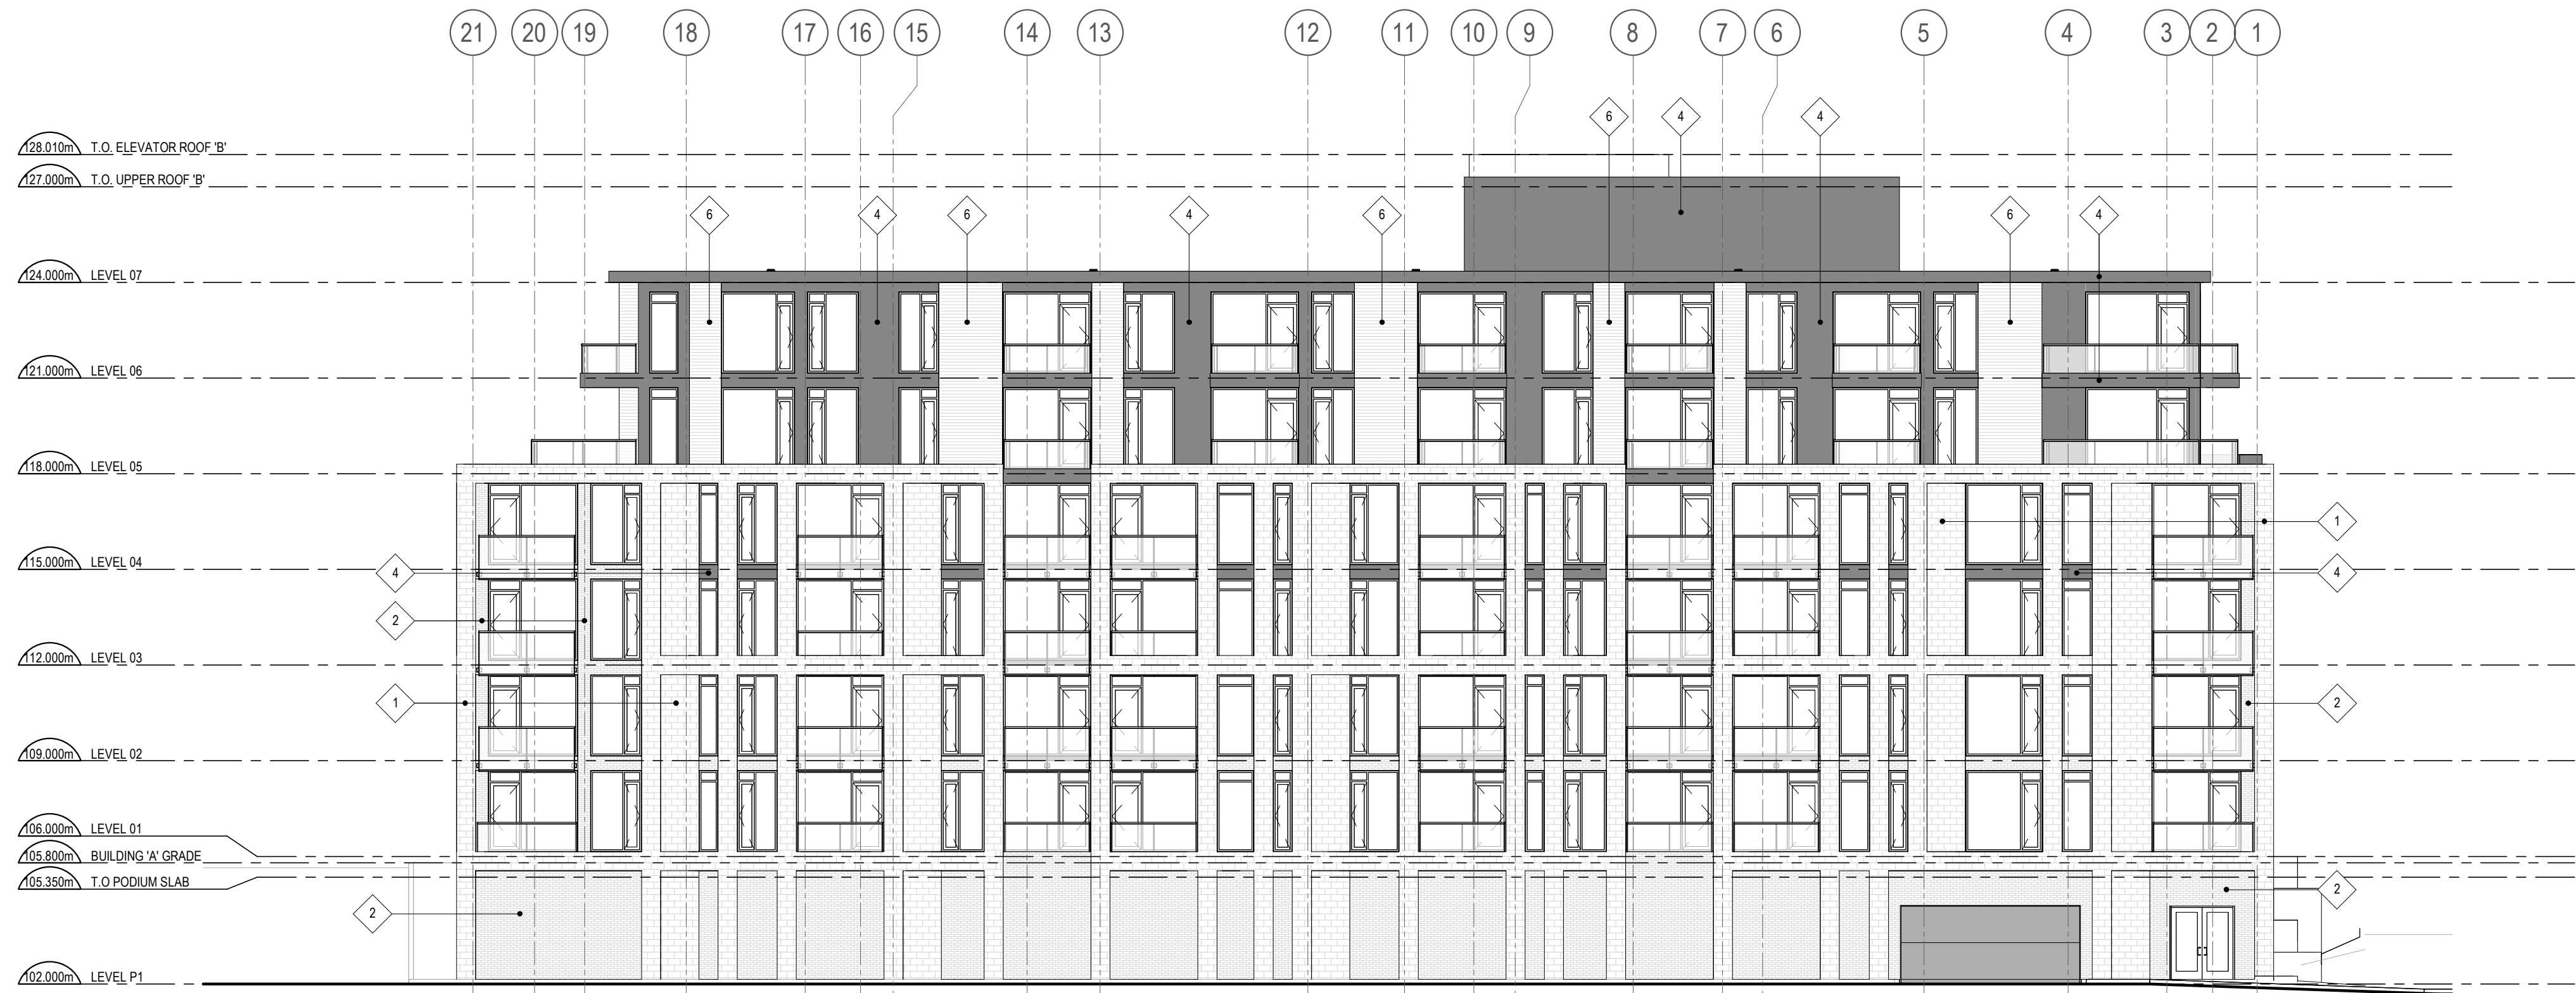 21 20 19 18 17 16 15 14 13 12 11 10 9 8 7 6 5 4 3 2 1
6 4 4
128.010m T.O. ELEVATOR ROOF 'B'
127.000m T.O. UPPER ROOF 'B'
6 4 6 4 6 6 4
124.000m LEVEL 07
121.000m LEVEL 06
118.000m LEVEL 05
1
115.000m LEVEL 04
4 4
2
112.000m LEVEL 03
1 2
109.000m LEVEL 02
106.000m LEVEL 01
105.800m BUILDING 'A' GRADE
105.350m T.O PODIUM SLAB
2
2
102.000m LEVEL P1